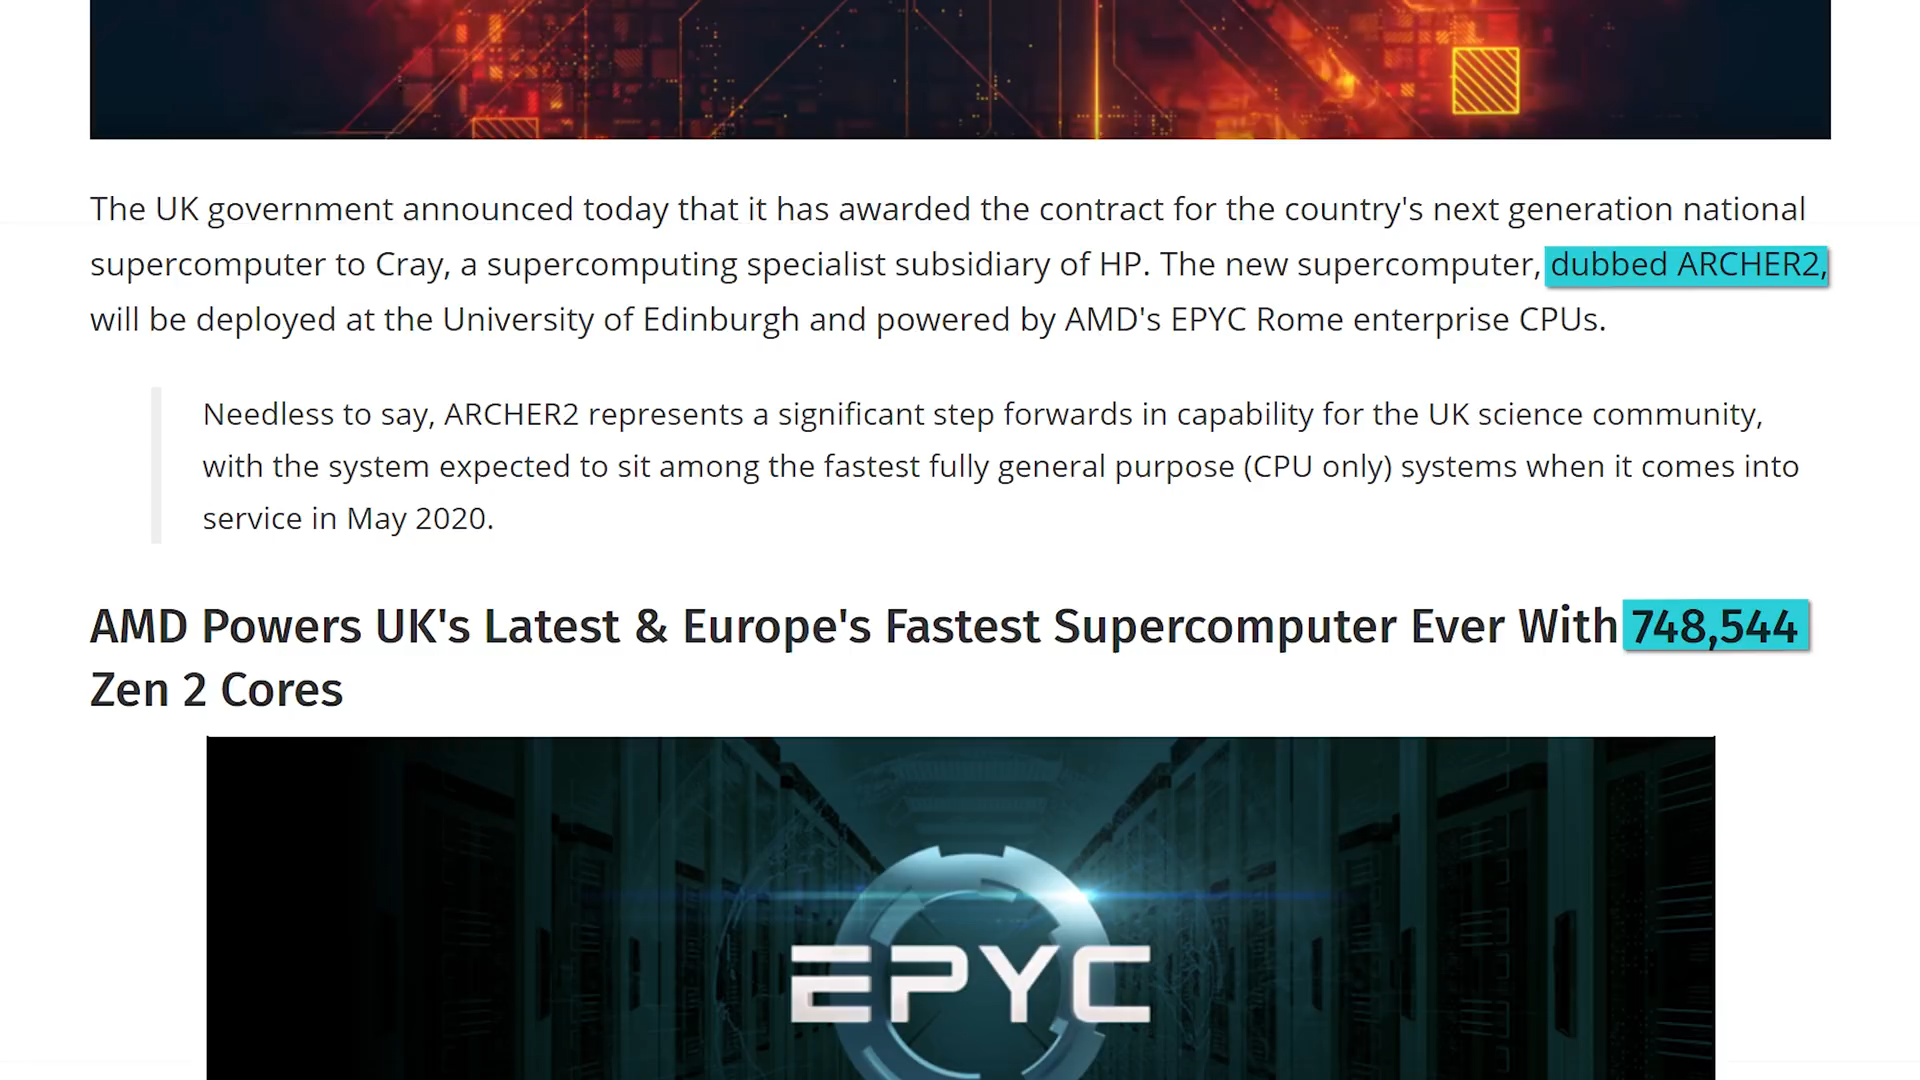 The UK government announced today that it has awarded the contract for the country's next generation national
supercomputer to Cray, a supercomputing specialist subsidiary of HP. The new supercomputer, dubbed ARCHER2,
will be deployed at the University of Edinburgh and powered by AMD's EPYC Rome enterprise CPUs.
Needless to say, ARCHER2 represents a significant step forwards in capability for the UK science community,
with the system expected to sit among the fastest fully general purpose (CPU only) systems when it comes into
service in May 2020.
AMD Powers UK's Latest & Europe's Fastest Supercomputer Ever With 748,544
Zen 2 Cores
EPYC